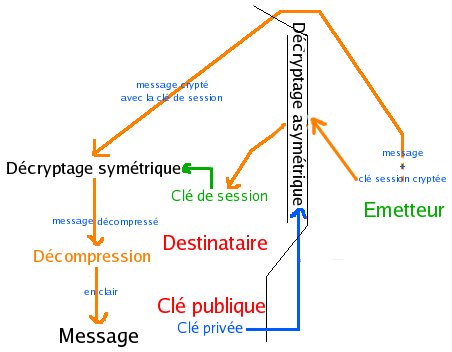 message crypté
avec la clé de session
Décryptage asymétrique
message
+
clé session cryptée
Décryptage symétrique
Clé de session
Emetteur
message décompressé
Destinataire
Décompression
en clair
Clé publique
Clé privée
Message